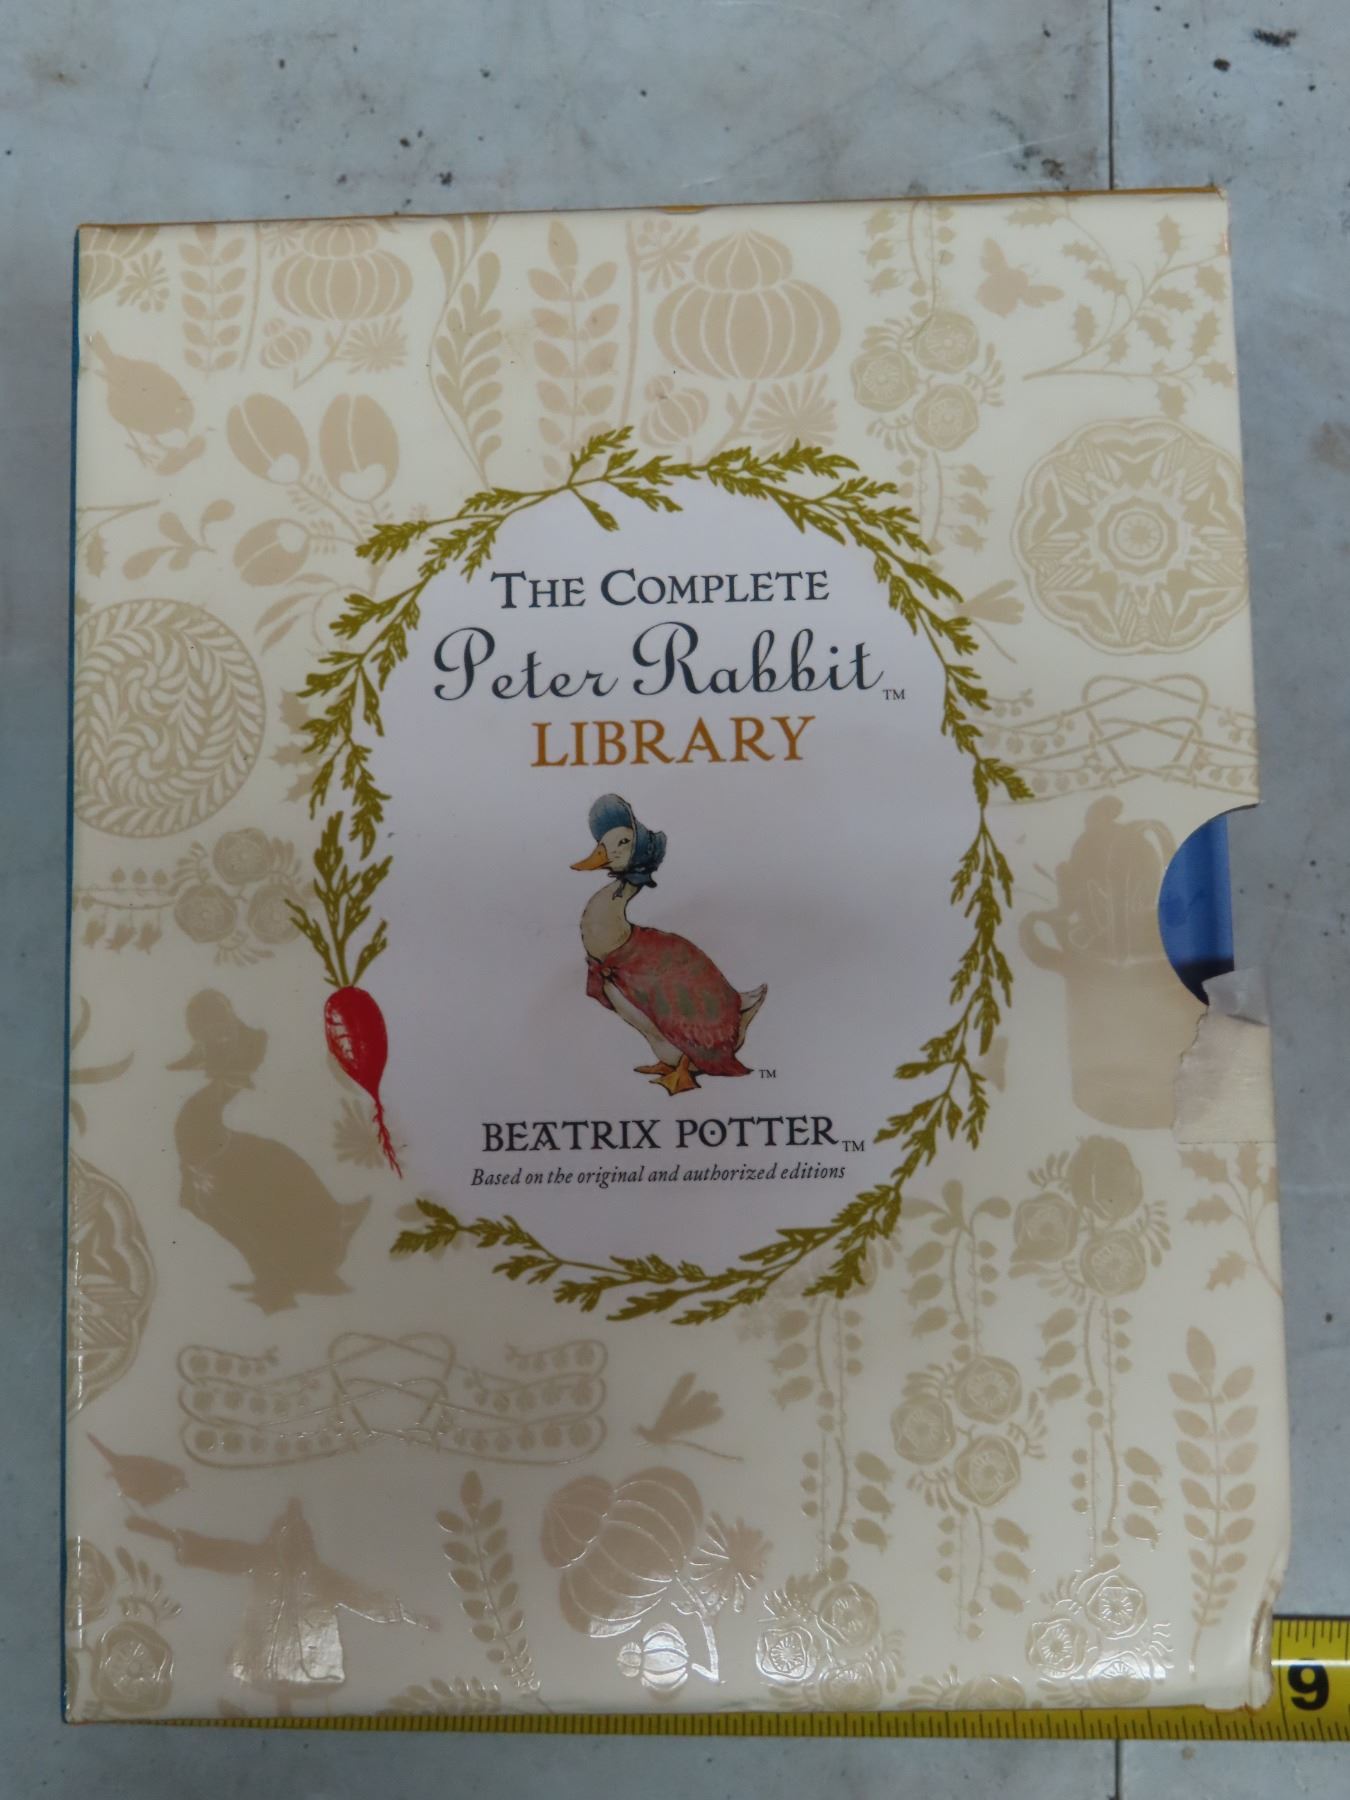 THE COMPLETE
Peter Rabbit™
LIBRARY
™
BEATRIX POTTER™
Based on the original and authorized editions
9